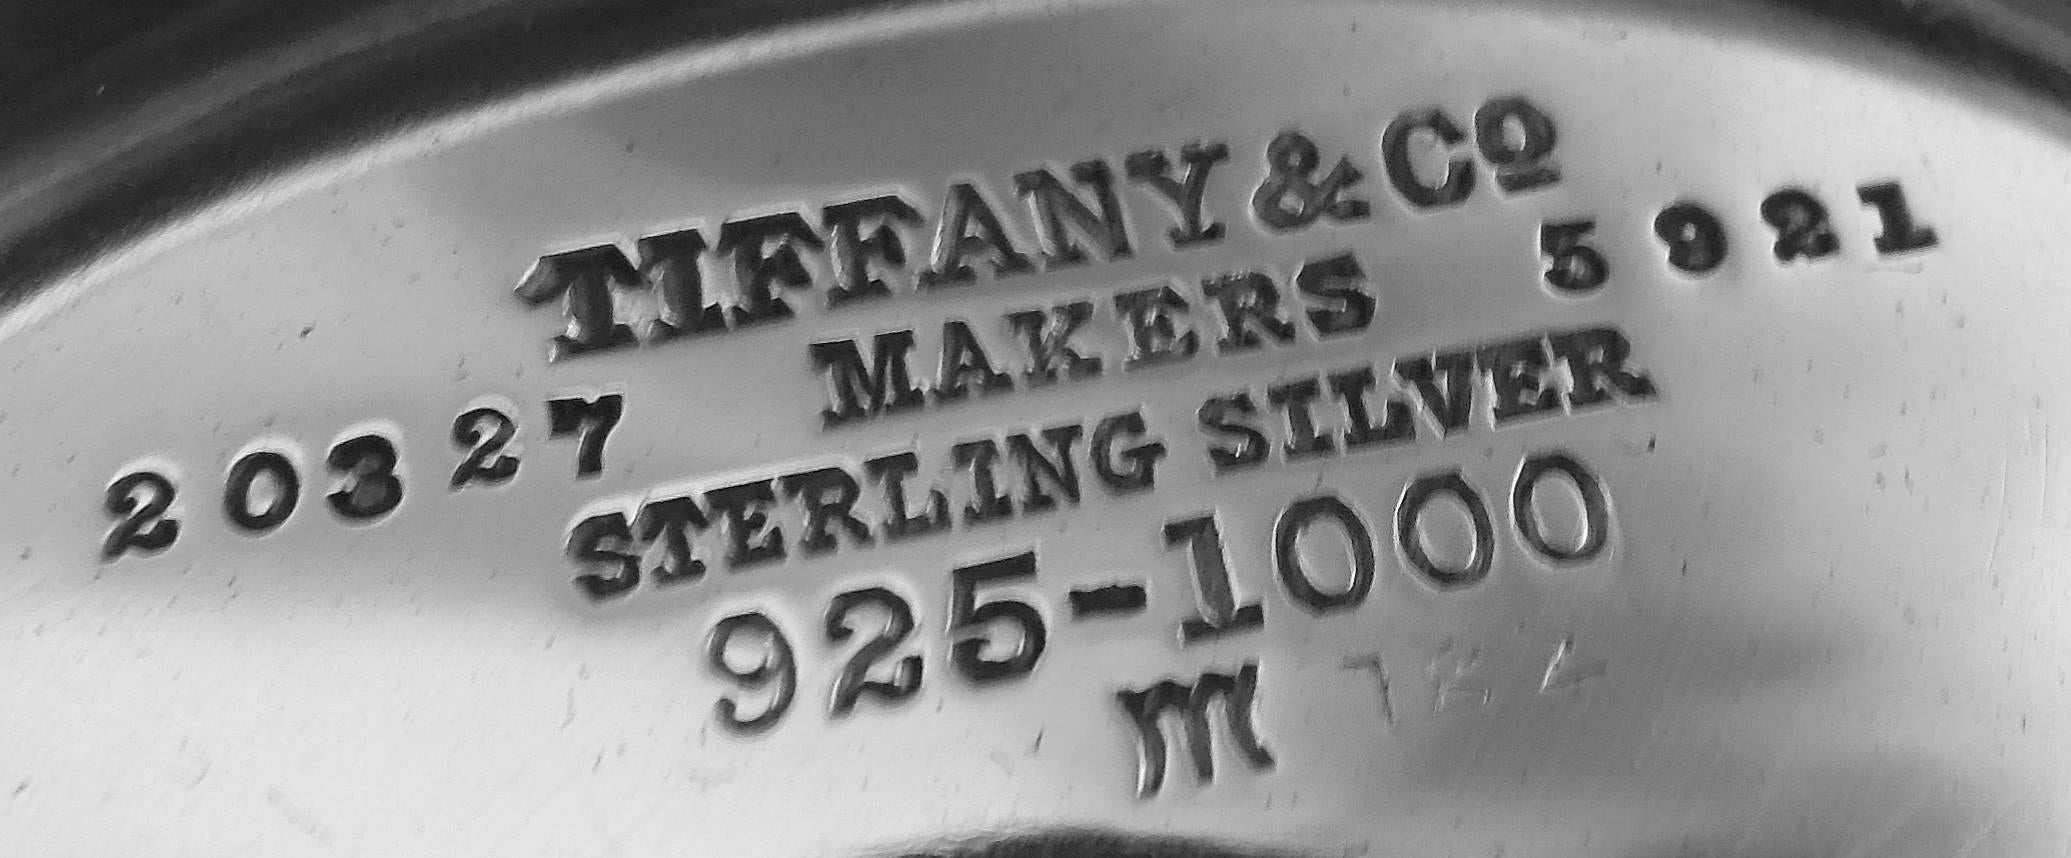 TIFFANY & Cº
20327 MAKERS 5921
STERLING SILVER
925-1000
m